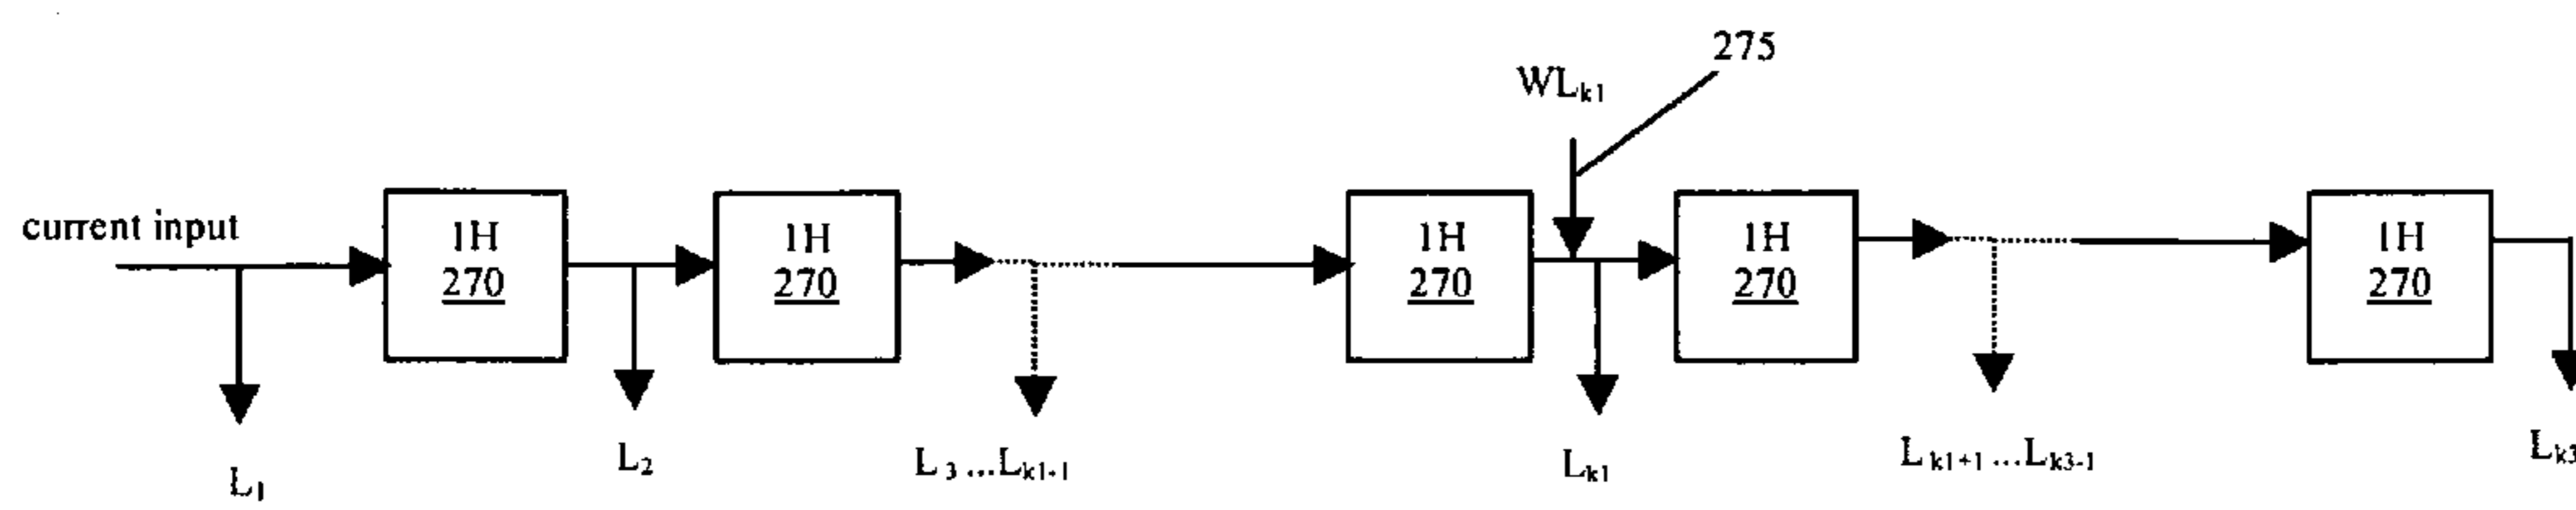 275
WLk1
current input
1H
270
1H
270
1H
270
1H
270
1H
270
L1
L2
L3...Lk1-1
Lk1
Lk1+1...Lk3-1
Lk3